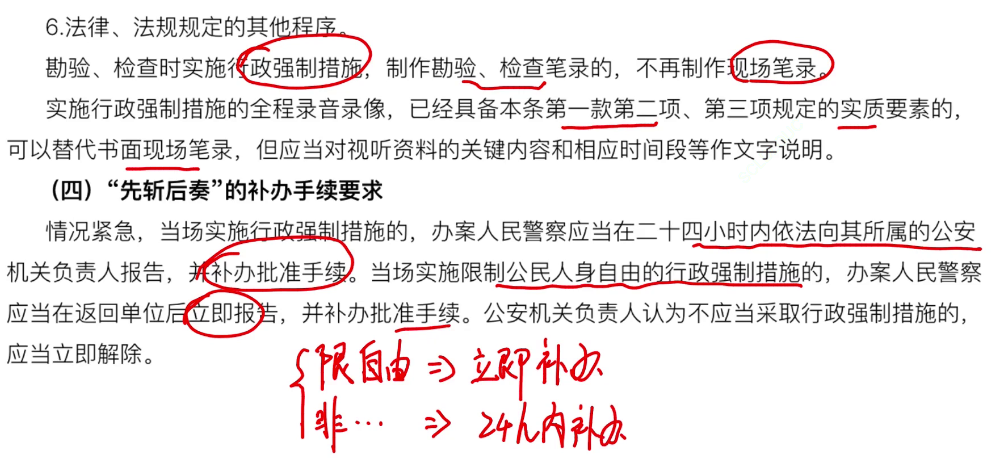 6.法律、法规规定的其他程序。
勘验、检查时实施行政强制措施，制作勘验、检查笔录的，不再制作现场笔录。
实施行政强制措施的全程录音录像，已经具备本条第一款第二项、第三项规定的实质要素的，
可以替代书面现场笔录，但应当对视听资料的关键内容和相应时间段等作文字说明。
（四）“先斩后奏”的补办手续要求
情况紧急，当场实施行政强制措施的，办案人民警察应当在二十四小时内依法向其所属的公安
机关负责人报告，并补办批准手续。当场实施限制公民人身自由的行政强制措施的，办案人民警察
应当在返回单位后立即报告，并补办批准手续。公安机关负责人认为不应当采取行政强制措施的，
应当立即解除。
限自由 => 立即补办
非… => 24h内补办